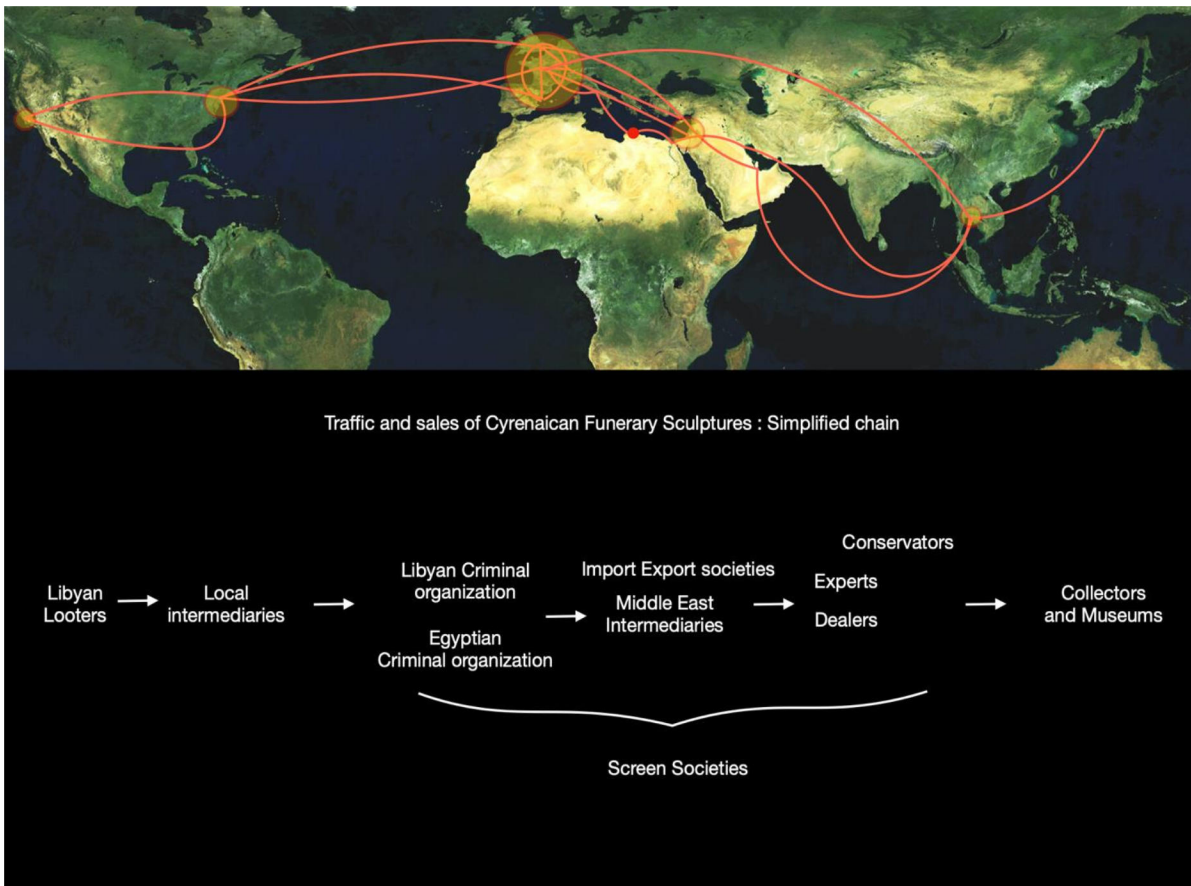 Traffic and sales of Cyrenaican Funerary Sculptures : Simplified chain
Libyan
Looters
Local
intermediaries
Libyan Criminal
organization
Egyptian
Criminal organization
Import Export societies
Middle East
Intermediaries
Conservators
Experts
Dealers
Collectors
and Museums
Screen Societies